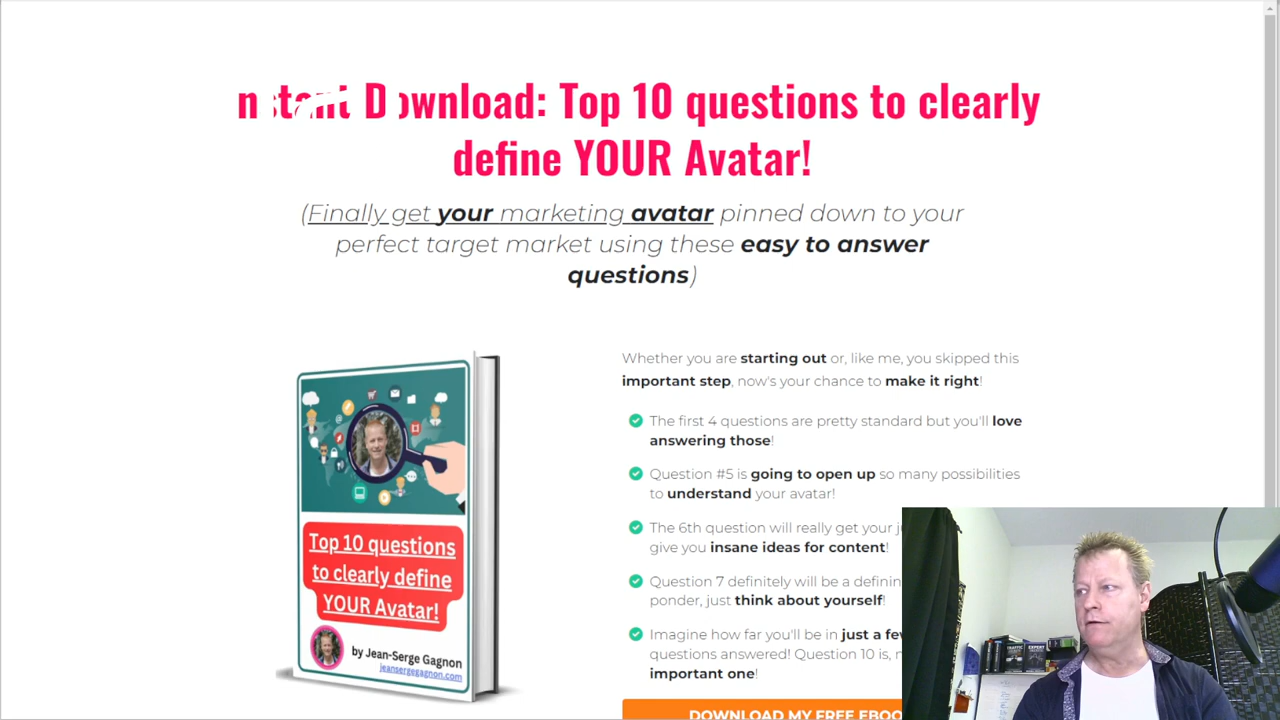 nstant Download: Top 10 questions to clearly
define YOUR Avatar!
(Finally get your marketing avatar pinned down to your
perfect target market using these easy to answer
questions)
Whether you are starting out or, like me, you skipped this
important step, now's your chance to make it right!
The first 4 questions are pretty standard but you'll love
answering those!
Question #5 is going to open up so many possibilities
to understand your avatar!
The 6th question will really get your
give you insane ideas for content!
Question 7 definitely will be a
ponder, just think about yourself!
Imagine how far you'll be in just a
questions answered! Question 10 is,
important one!
DOWNLOAD MY FREE
Top 10 questions
to clearly define
YOUR Avatar!
by Jean-Serge Gagnon
jeansergegagnon.com
TRAFFIC
EXPERT